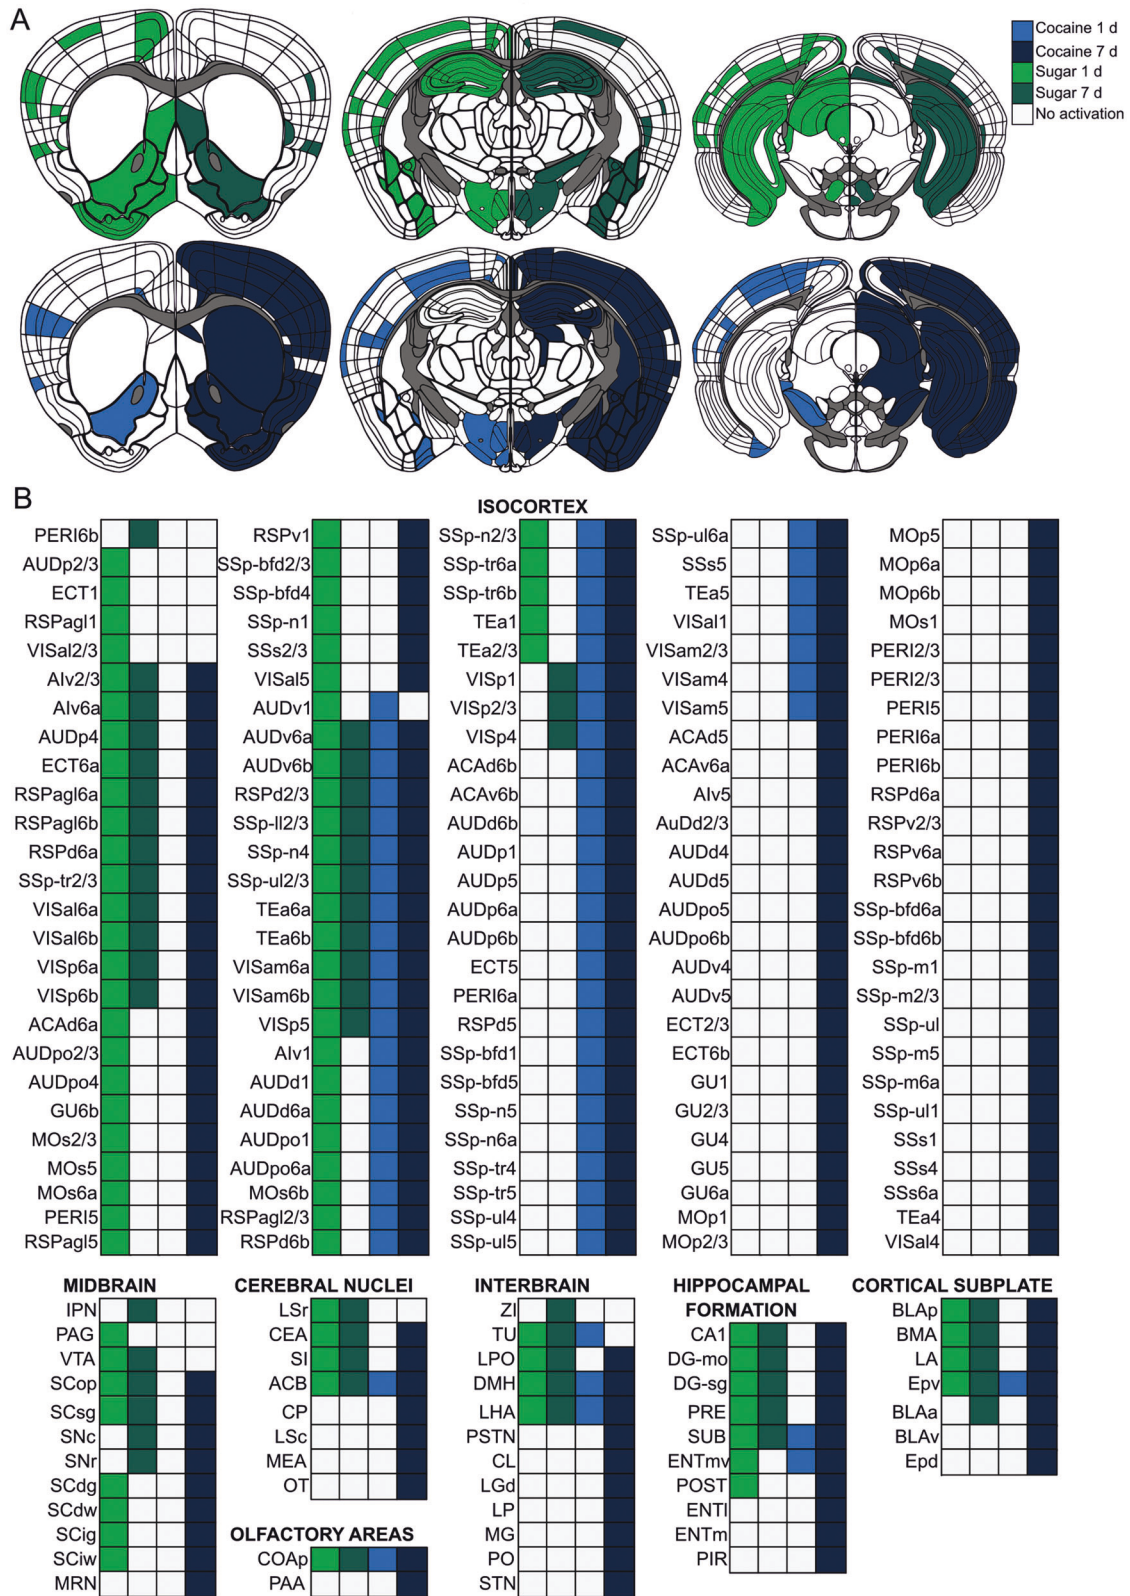 A
Cocaine 1 d
Cocaine 7 d
Sugar 1 d
Sugar 7 d
No activation
B
ISOCORTEX
PERI6b
AUDp2/3
ECT1
RSPagl1
VISal2/3
AIv2/3
AIv6a
AUDp4
ECT6a
RSPagl6a
RSPagl6b
RSPd6a
SSp-tr2/3
VISal6a
VISal6b
VISp6a
VISp6b
ACAd6a
AUDpo2/3
AUDpo4
GU6b
MOs2/3
MOs5
MOs6a
PERI5
RSPagl5
RSPv1
SSp-bfd2/3
SSp-bfd4
SSp-n1
SSs2/3
VISal5
AUDv1
AUDv6a
AUDv6b
RSPd2/3
SSp-ll2/3
SSp-n4
SSp-ul2/3
TEa6a
TEa6b
VISam6a
VISam6b
VISp5
AIv1
AUDd1
AUDd6a
AUDpo1
AUDpo6a
MOs6b
RSPagl2/3
RSPd6b
SSp-n2/3
SSp-tr6a
SSp-tr6b
TEa1
TEa2/3
VISp1
VISp2/3
VISp4
ACAd6b
ACAv6b
AUDd6b
AUDp1
AUDp5
AUDp6a
AUDp6b
ECT5
PERI6a
RSPd5
SSp-bfd1
SSp-bfd5
SSp-n5
SSp-n6a
SSp-tr4
SSp-tr5
SSp-ul4
SSp-ul5
SSp-ul6a
SSs5
TEa5
VISal1
VISam2/3
VISam4
VISam5
ACAd5
ACAv6a
AIv5
AuDd2/3
AUDd4
AUDd5
AUDpo5
AUDpo6b
AUDv4
AUDv5
ECT2/3
ECT6b
GU1
GU2/3
GU4
GU5
GU6a
MOp1
MOp2/3
MOp5
MOp6a
MOp6b
MOs1
PERI2/3
PERI2/3
PERI5
PERI6a
PERI6b
RSPd6a
RSPv2/3
RSPv6a
RSPv6b
SSp-bfd6a
SSp-bfd6b
SSp-m1
SSp-m2/3
SSp-ul
SSp-m5
SSp-m6a
SSp-ul1
SSs1
SSs4
SSs6a
TEa4
VISal4
MIDBRAIN
IPN
PAG
VTA
SCop
SCsg
SNc
SNr
SCdg
SCdw
SCig
SCiw
MRN
CEREBRAL NUCLEI
LSr
CEA
SI
ACB
CP
LSc
MEA
OT
OLFACTORY AREAS
COAp
PAA
INTERBRAIN
ZI
TU
LPO
DMH
LHA
PSTN
CL
LGd
LP
MG
PO
STN
HIPPOCAMPAL
FORMATION
CA1
DG-mo
DG-sg
PRE
SUB
ENTmv
POST
ENTl
ENTm
PIR
CORTICAL SUBPLATE
BLAp
BMA
LA
Epv
BLAa
BLAv
Epd